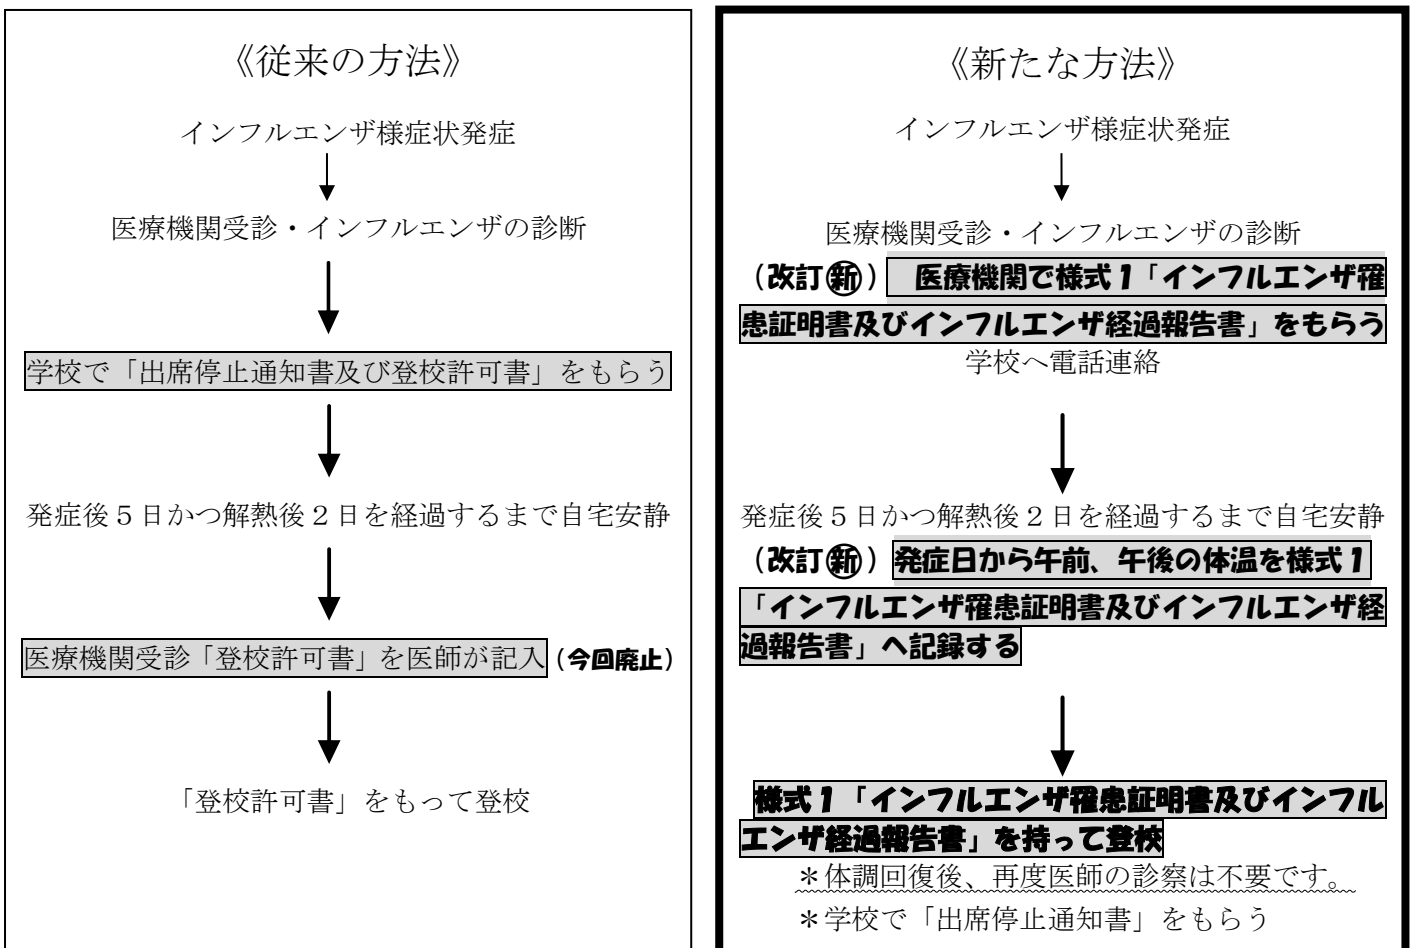 《従来の方法》
インフルエンザ様症状発症
医療機関受診・インフルエンザの診断
学校で「出席停止通知書及び登校許可書」をもらう
発症後５日かつ解熱後２日を経過するまで自宅安静
医療機関受診「登校許可書」を医師が記入（今回廃止）
「登校許可書」をもって登校
《新たな方法》
インフルエンザ様症状発症
医療機関受診・インフルエンザの診断
（改訂㊟新）医療機関で様式１「インフルエンザ罹
患証明書及びインフルエンザ経過報告書」をもらう
学校へ電話連絡
発症後５日かつ解熱後２日を経過するまで自宅安静
（改訂新）発症日から午前、午後の体温を様式１
「インフルエンザ罹患証明書及びインフルエンザ経
過報告書」へ記録する
様式１「インフルエンザ罹患証明書及びインフル
エンザ経過報告書」を持って登校
＊体調回復後、再度医師の診察は不要です。
＊学校で「出席停止通知書」をもらう